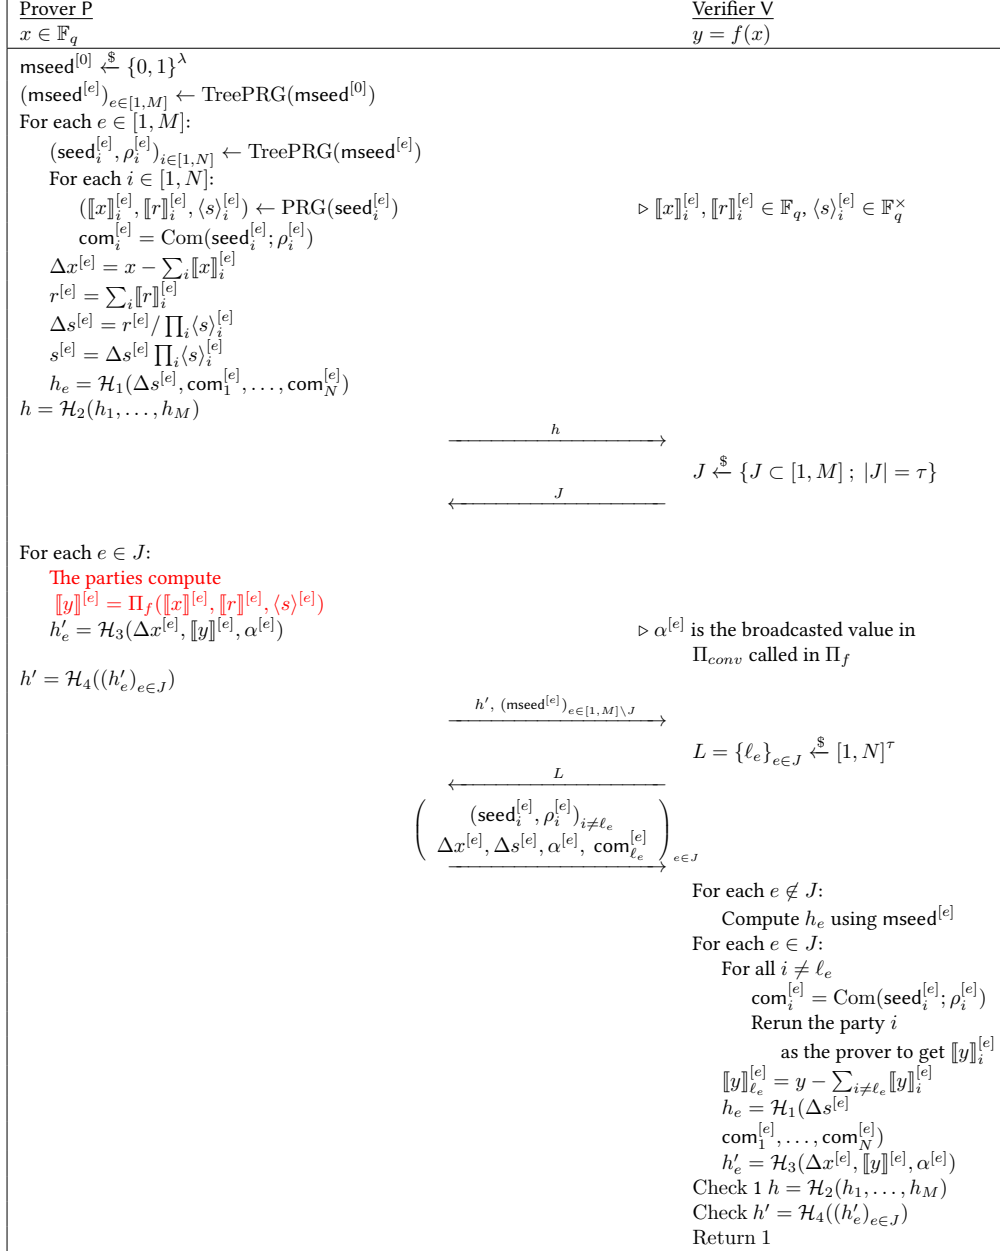 Prover P
x ∈ 𝔽_q
Verifier V
y = f(x)
mseed^{[0]} ←$ {0, 1}^λ
(mseed^{[e]})_{e∈[1,M]} ← TreePRG(mseed^{[0]})
For each e ∈ [1, M]:
(seed_i^{[e]}, ρ_i^{[e]})_{i∈[1,N]} ← TreePRG(mseed^{[e]})
For each i ∈ [1, N]:
(⟦x⟧_i^{[e]}, ⟦r⟧_i^{[e]}, ⟨s⟩_i^{[e]}) ← PRG(seed_i^{[e]}) ▷ ⟦x⟧_i^{[e]}, ⟦r⟧_i^{[e]} ∈ 𝔽_q, ⟨s⟩_i^{[e]} ∈ 𝔽_q^×
com_i^{[e]} = Com(seed_i^{[e]}; ρ_i^{[e]})
Δx^{[e]} = x − ∑_i ⟦x⟧_i^{[e]}
r^{[e]} = ∑_i ⟦r⟧_i^{[e]}
Δs^{[e]} = r^{[e]} / ∏_i ⟨s⟩_i^{[e]}
s^{[e]} = Δs^{[e]} ∏_i ⟨s⟩_i^{[e]}
h_e = ℋ_1(Δs^{[e]}, com_1^{[e]}, . . . , com_N^{[e]})
h = ℋ_2(h_1, . . . , h_M)
h
J ←$ {J ⊂ [1, M] ; |J| = τ}
J
For each e ∈ J:
The parties compute
⟦y⟧^{[e]} = Π_f(⟦x⟧^{[e]}, ⟦r⟧^{[e]}, ⟨s⟩^{[e]})
h′_e = ℋ_3(Δx^{[e]}, ⟦y⟧^{[e]}, α^{[e]}) ▷ α^{[e]} is the broadcasted value in
Π_{conv} called in Π_f
h′ = ℋ_4((h′_e)_{e∈J})
h′, (mseed^{[e]})_{e∈[1,M]\J}
L = {ℓ_e}_{e∈J} ←$ [1, N]^τ
L
(seed_i^{[e]}, ρ_i^{[e]})_{i≠ℓ_e}
(Δx^{[e]}, Δs^{[e]}, α^{[e]}, com_{ℓ_e}^{[e]})_{e∈J}
For each e ∉ J:
Compute h_e using mseed^{[e]}
For each e ∈ J:
For all i ≠ ℓ_e
com_i^{[e]} = Com(seed_i^{[e]}; ρ_i^{[e]})
Rerun the party i
as the prover to get ⟦y⟧_i^{[e]}
⟦y⟧_{ℓ_e}^{[e]} = y − ∑_{i≠ℓ_e} ⟦y⟧_i^{[e]}
h_e = ℋ_1(Δs^{[e]}
com_1^{[e]}, . . . , com_N^{[e]})
h′_e = ℋ_3(Δx^{[e]}, ⟦y⟧^{[e]}, α^{[e]})
Check 1 h = ℋ_2(h_1, . . . , h_M)
Check h′ = ℋ_4((h′_e)_{e∈J})
Return 1